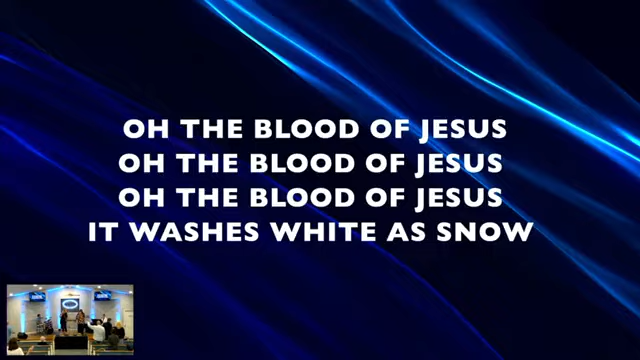 OH THE BLOOD OF JESUS
OH THE BLOOD OF JESUS
OH THE BLOOD OF JESUS
IT WASHES WHITE AS SNOW